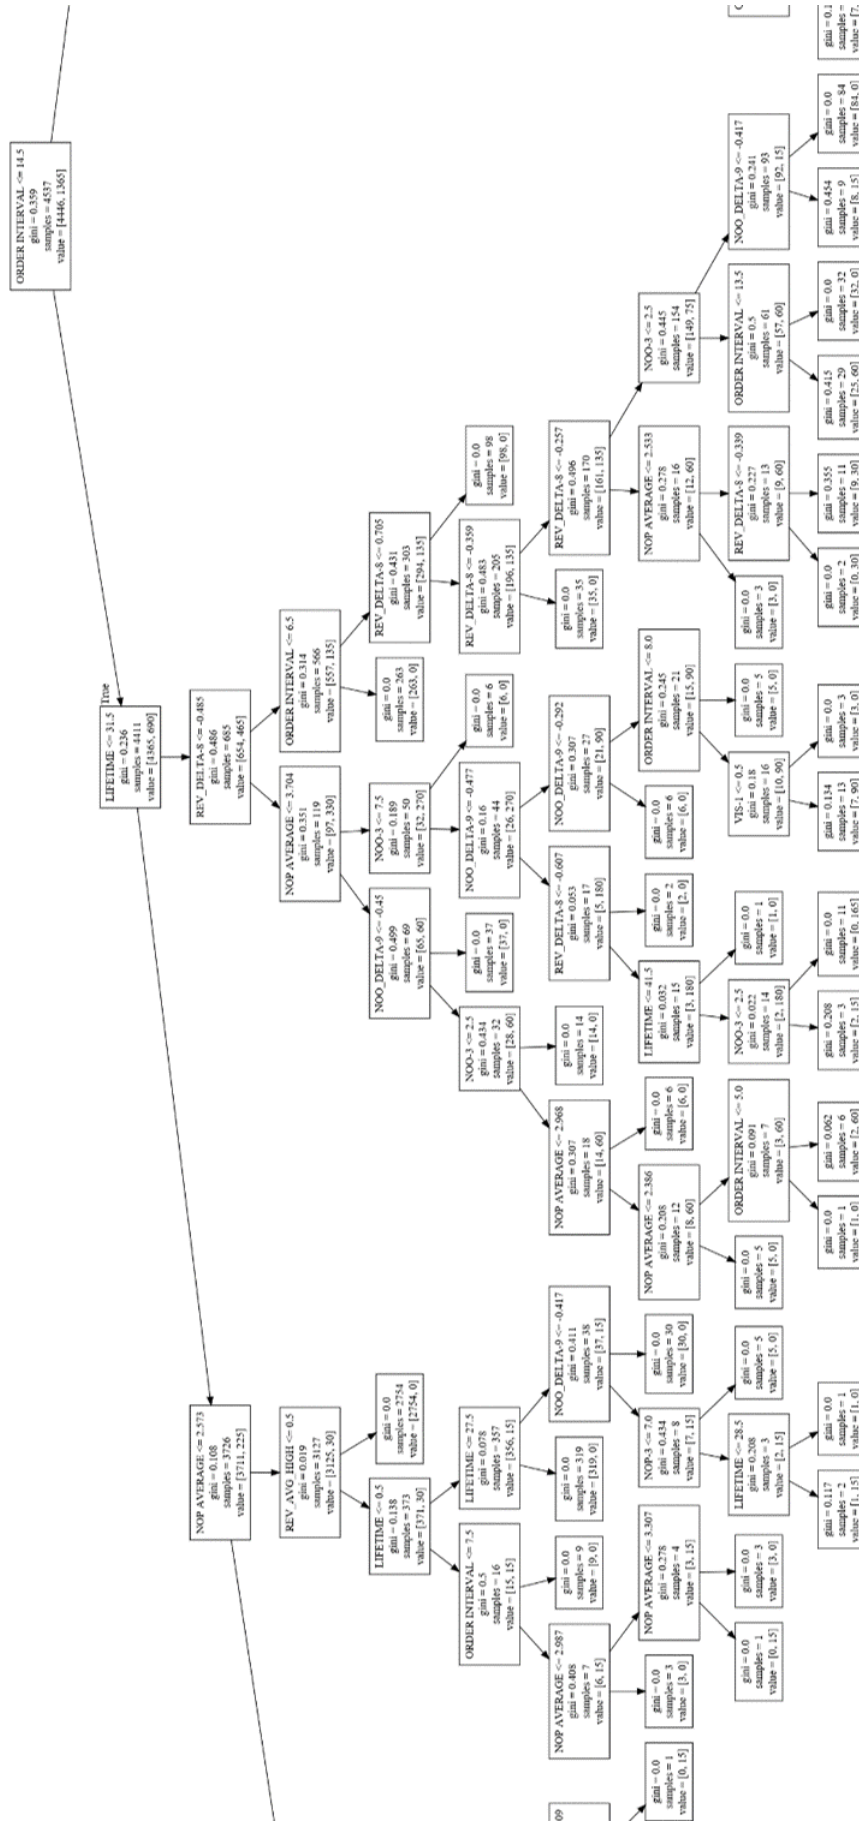 ORDER INTERVAL <= 14.5
gini = 0.359
samples = 4537
value = [4446, 1365]
True
LIFETIME <= 31.5
gini = 0.236
samples = 4411
value = [4365, 690]
NOP AVERAGE <= 2.573
gini = 0.108
samples = 3726
value = [3711, 225]
REV_DELTA-8 <= -0.485
gini = 0.486
samples = 685
value = [654, 465]
REV_AVG_HIGH <= 0.5
gini = 0.019
samples = 3127
value = [3125, 30]
NOP AVERAGE <= 3.704
gini = 0.351
samples = 119
value = [97, 330]
ORDER INTERVAL <= 6.5
gini = 0.314
samples = 566
value = [557, 135]
LIFETIME <= 0.5
gini = 0.138
samples = 373
value = [371, 30]
gini = 0.0
samples = 2754
value = [2754, 0]
NOO_DELTA-9 <= -0.45
gini = 0.499
samples = 69
value = [65, 60]
NOO-3 <= 7.5
gini = 0.189
samples = 50
value = [32, 270]
gini = 0.0
samples = 263
value = [263, 0]
REV_DELTA-8 <= 0.705
gini = 0.431
samples = 303
value = [294, 135]
ORDER INTERVAL <= 7.5
gini = 0.5
samples = 16
value = [15, 15]
LIFETIME <= 27.5
gini = 0.078
samples = 357
value = [356, 15]
NOO-3 <= 2.5
gini = 0.434
samples = 32
value = [28, 60]
gini = 0.0
samples = 37
value = [37, 0]
NOO_DELTA-9 <= -0.477
gini = 0.16
samples = 44
value = [26, 270]
gini = 0.0
samples = 6
value = [6, 0]
REV_DELTA-8 <= -0.359
gini = 0.483
samples = 205
value = [196, 135]
gini = 0.0
samples = 98
value = [98, 0]
09
NOP AVERAGE <= 2.987
gini = 0.408
samples = 7
value = [6, 15]
gini = 0.0
samples = 9
value = [9, 0]
gini = 0.0
samples = 319
value = [319, 0]
NOO_DELTA-9 <= -0.417
gini = 0.411
samples = 38
value = [37, 15]
NOP AVERAGE <= 2.968
gini = 0.307
samples = 18
value = [14, 60]
gini = 0.0
samples = 14
value = [14, 0]
REV_DELTA-8 <= -0.607
gini = 0.053
samples = 17
value = [5, 180]
NOO_DELTA-9 <= -0.292
gini = 0.307
samples = 27
value = [21, 90]
gini = 0.0
samples = 35
value = [35, 0]
REV_DELTA-8 <= -0.257
gini = 0.496
samples = 170
value = [161, 135]
gini = 0.0
samples = 1
value = [0, 15]
gini = 0.0
samples = 3
value = [3, 0]
NOP AVERAGE <= 3.307
gini = 0.278
samples = 4
value = [3, 15]
NOP-3 <= 7.0
gini = 0.434
samples = 8
value = [7, 15]
gini = 0.0
samples = 30
value = [30, 0]
NOP AVERAGE <= 2.386
gini = 0.208
samples = 12
value = [8, 60]
gini = 0.0
samples = 6
value = [6, 0]
LIFETIME <= 41.5
gini = 0.032
samples = 15
value = [3, 180]
gini = 0.0
samples = 2
value = [2, 0]
gini = 0.0
samples = 6
value = [6, 0]
ORDER INTERVAL <= 8.0
gini = 0.245
samples = 21
value = [15, 90]
NOP AVERAGE <= 2.533
gini = 0.278
samples = 16
value = [12, 60]
NOO-3 <= 2.5
gini = 0.445
samples = 154
value = [149, 75]
gini = 0.0
samples = 1
value = [0, 15]
gini = 0.0
samples = 3
value = [3, 0]
LIFETIME <= 28.5
gini = 0.208
samples = 3
value = [2, 15]
gini = 0.0
samples = 5
value = [5, 0]
gini = 0.0
samples = 5
value = [5, 0]
ORDER INTERVAL <= 5.0
gini = 0.091
samples = 7
value = [3, 60]
NOO-3 <= 2.5
gini = 0.022
samples = 14
value = [2, 180]
gini = 0.0
samples = 1
value = [1, 0]
VIS-1 <= 0.5
gini = 0.18
samples = 16
value = [10, 90]
gini = 0.0
samples = 5
value = [5, 0]
gini = 0.0
samples = 3
value = [3, 0]
REV_DELTA-8 <= -0.339
gini = 0.227
samples = 13
value = [9, 60]
ORDER INTERVAL <= 13.5
gini = 0.5
samples = 61
value = [57, 60]
NOO_DELTA-9 <= -0.417
gini = 0.241
samples = 93
value = [92, 15]
gini = 0.117
samples = 2
value = [1, 15]
gini = 0.0
samples = 1
value = [1, 0]
gini = 0.0
samples = 1
value = [1, 0]
gini = 0.062
samples = 6
value = [2, 60]
gini = 0.208
samples = 3
value = [2, 15]
gini = 0.0
samples = 11
value = [0, 165]
gini = 0.134
samples = 13
value = [7, 90]
gini = 0.0
samples = 3
value = [3, 0]
gini = 0.0
samples = 2
value = [0, 30]
gini = 0.355
samples = 11
value = [9, 30]
gini = 0.415
samples = 29
value = [25, 60]
gini = 0.0
samples = 32
value = [32, 0]
gini = 0.454
samples = 9
value = [8, 15]
gini = 0.0
samples = 84
value = [84, 0]
gini = 0.1
samples =
value = [7,